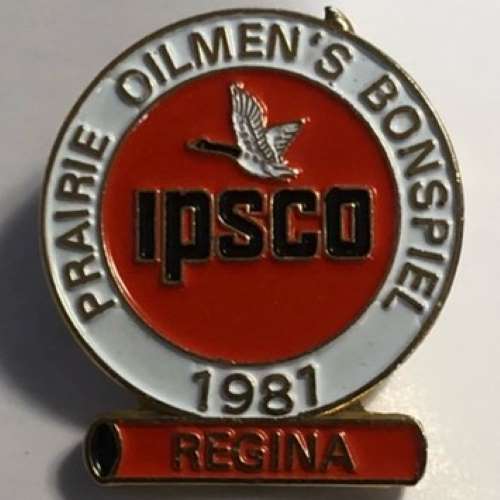 PRAIRIE OILMEN'S BONSPIEL
IPSCO
1981
REGINA